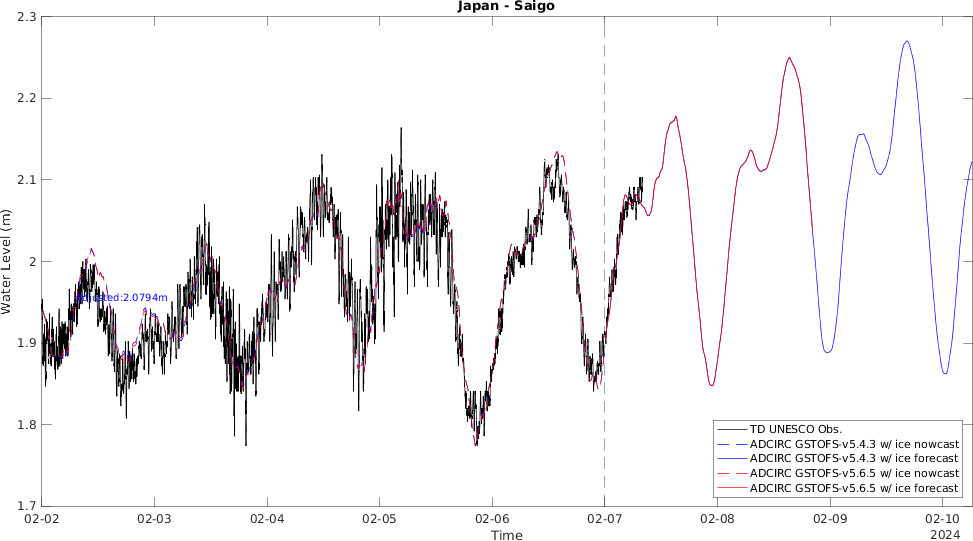 Japan - Saigo
2.3
2.2
2.1
2
1.9
1.8
1.7
Water Level (m)
Adjusted:2.0794m
TD UNESCO Obs.
ADCIRC GSTOFS-v5.4.3 w/ ice nowcast
ADCIRC GSTOFS-v5.4.3 w/ ice forecast
ADCIRC GSTOFS-v5.6.5 w/ ice nowcast
ADCIRC GSTOFS-v5.6.5 w/ ice forecast
02-02 02-03 02-04 02-05 02-06 02-07 02-08 02-09 02-10
Time
2024